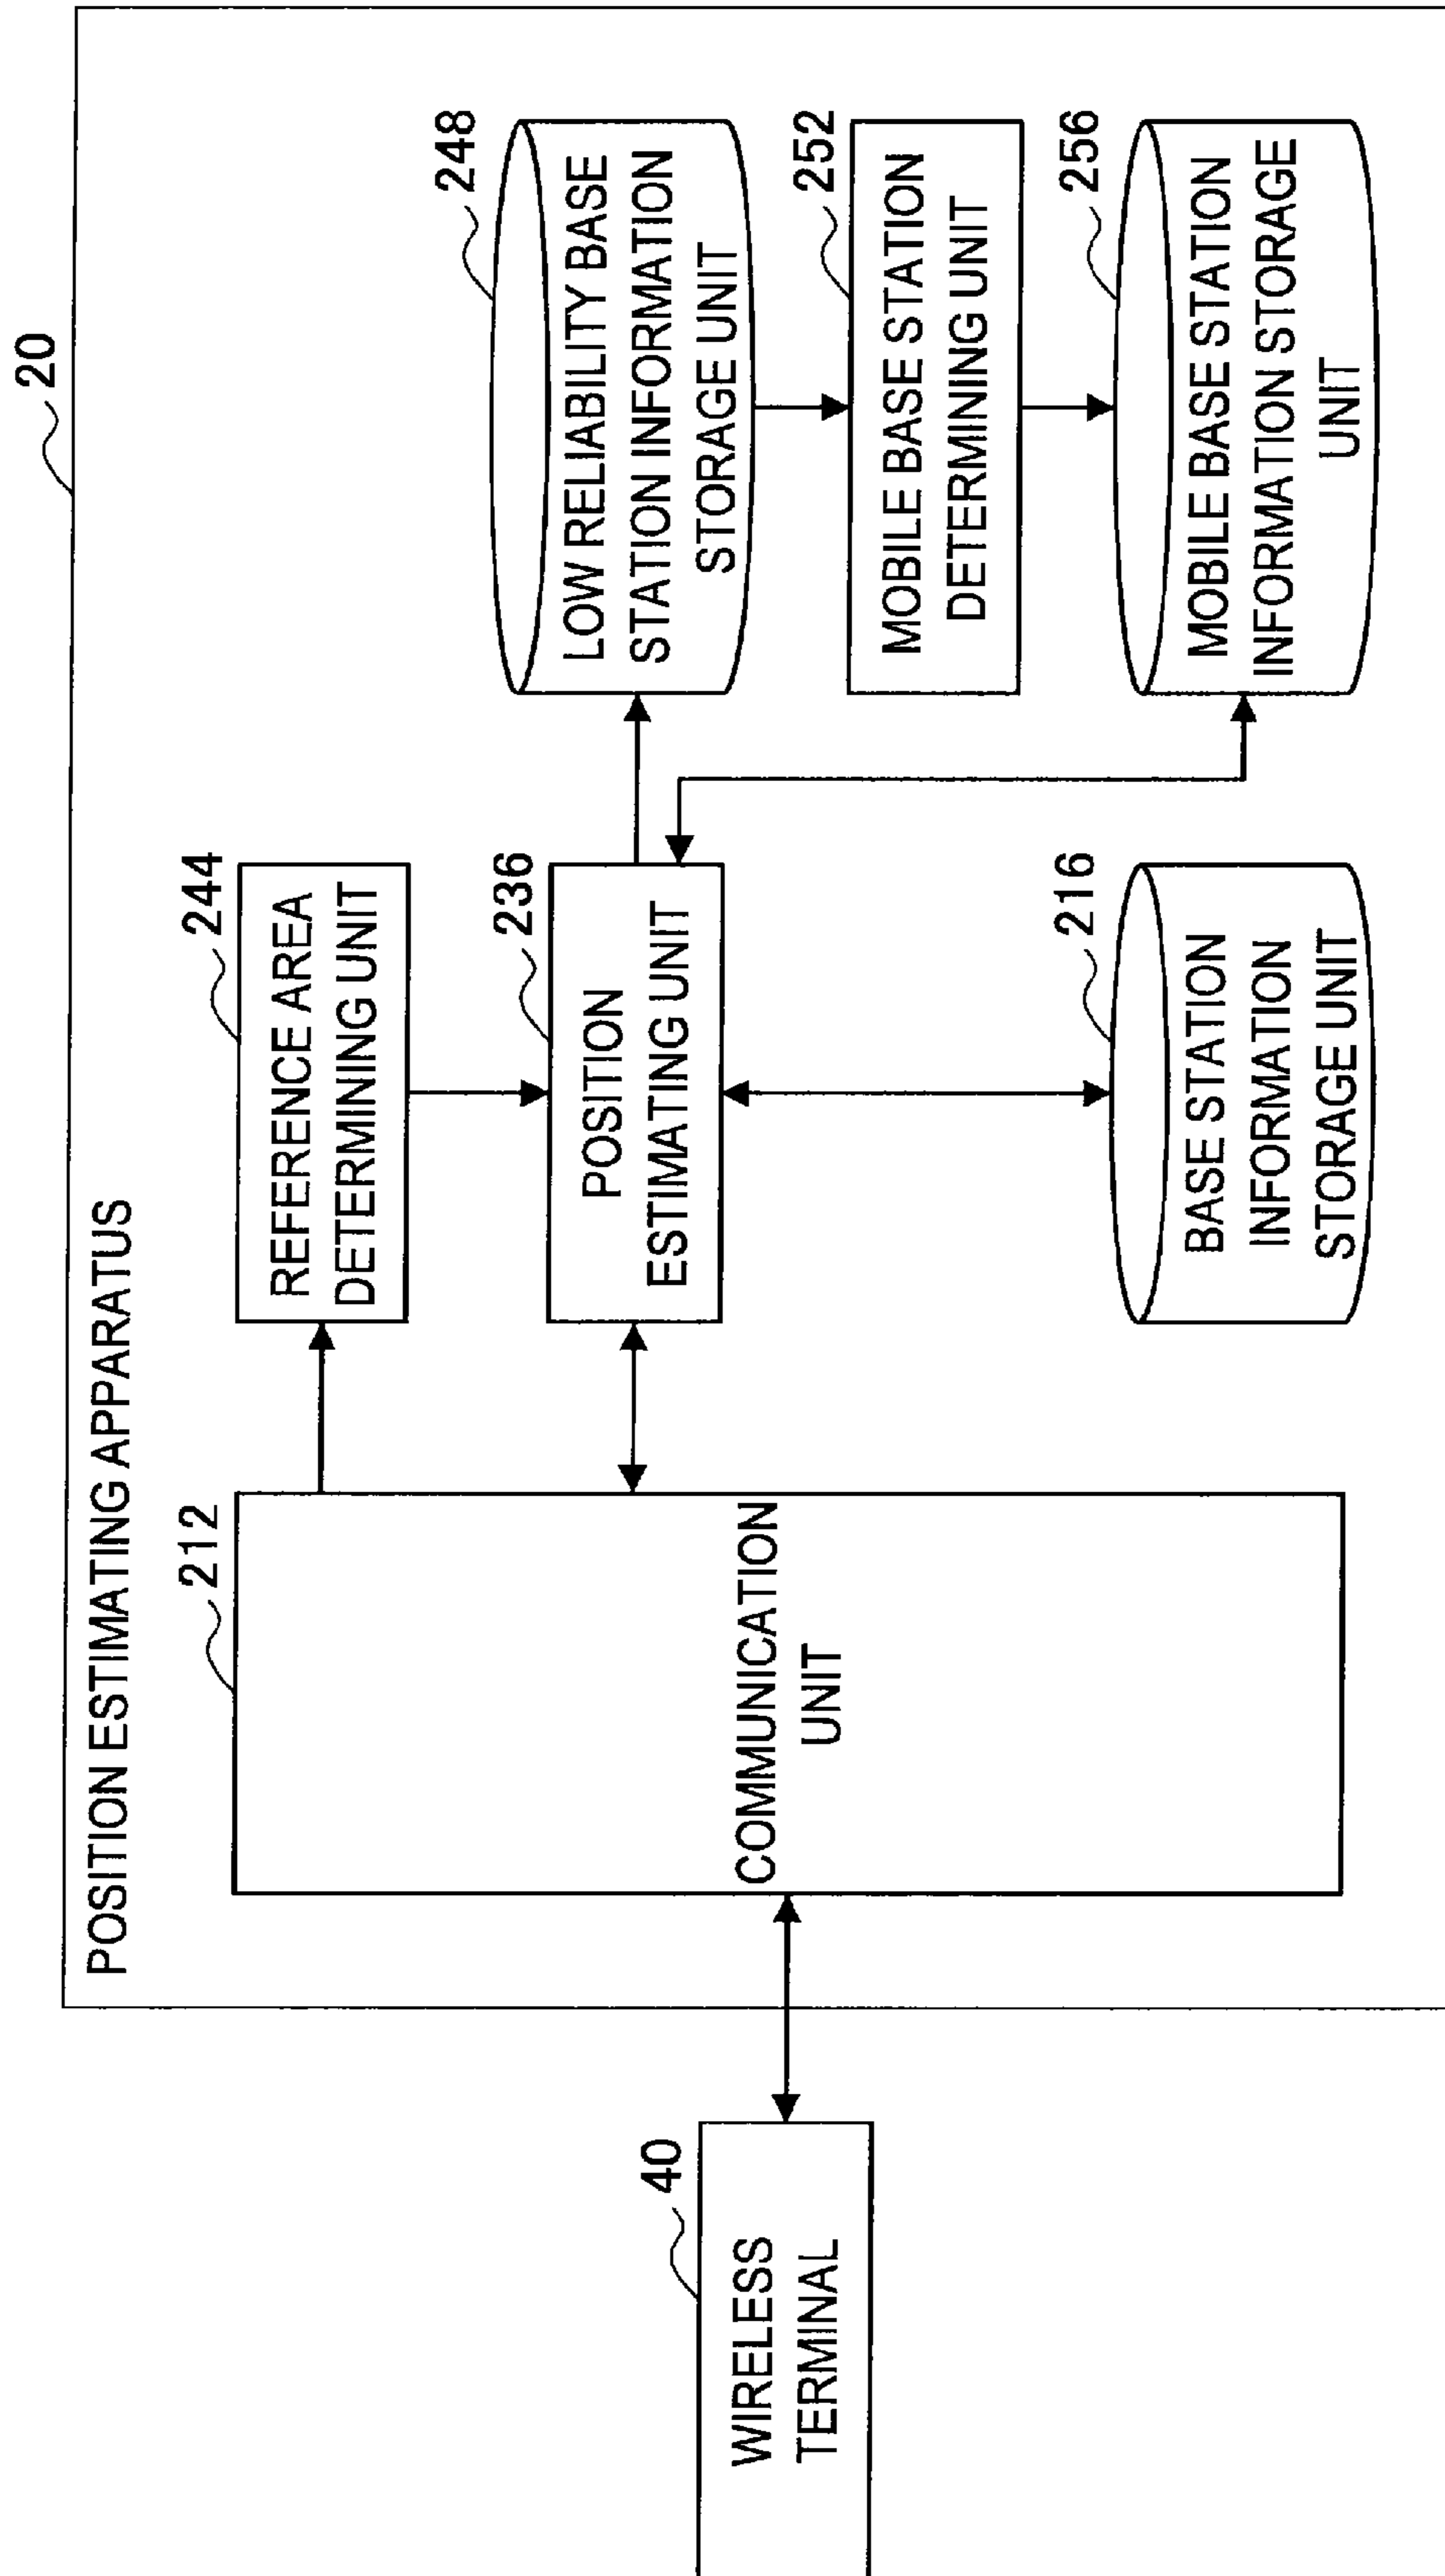 20
POSITION ESTIMATING APPARATUS
40
WIRELESS
TERMINAL
212
COMMUNICATION
UNIT
244
REFERENCE AREA
DETERMINING UNIT
236
POSITION
ESTIMATING UNIT
216
BASE STATION
INFORMATION
STORAGE UNIT
248
LOW RELIABILITY BASE
STATION INFORMATION
STORAGE UNIT
252
MOBILE BASE STATION
DETERMINING UNIT
256
MOBILE BASE STATION
INFORMATION STORAGE
UNIT